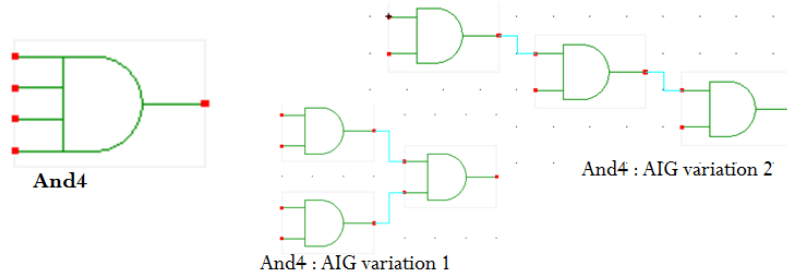 And4
And4 : AIG variation 2
And4 : AIG variation 1